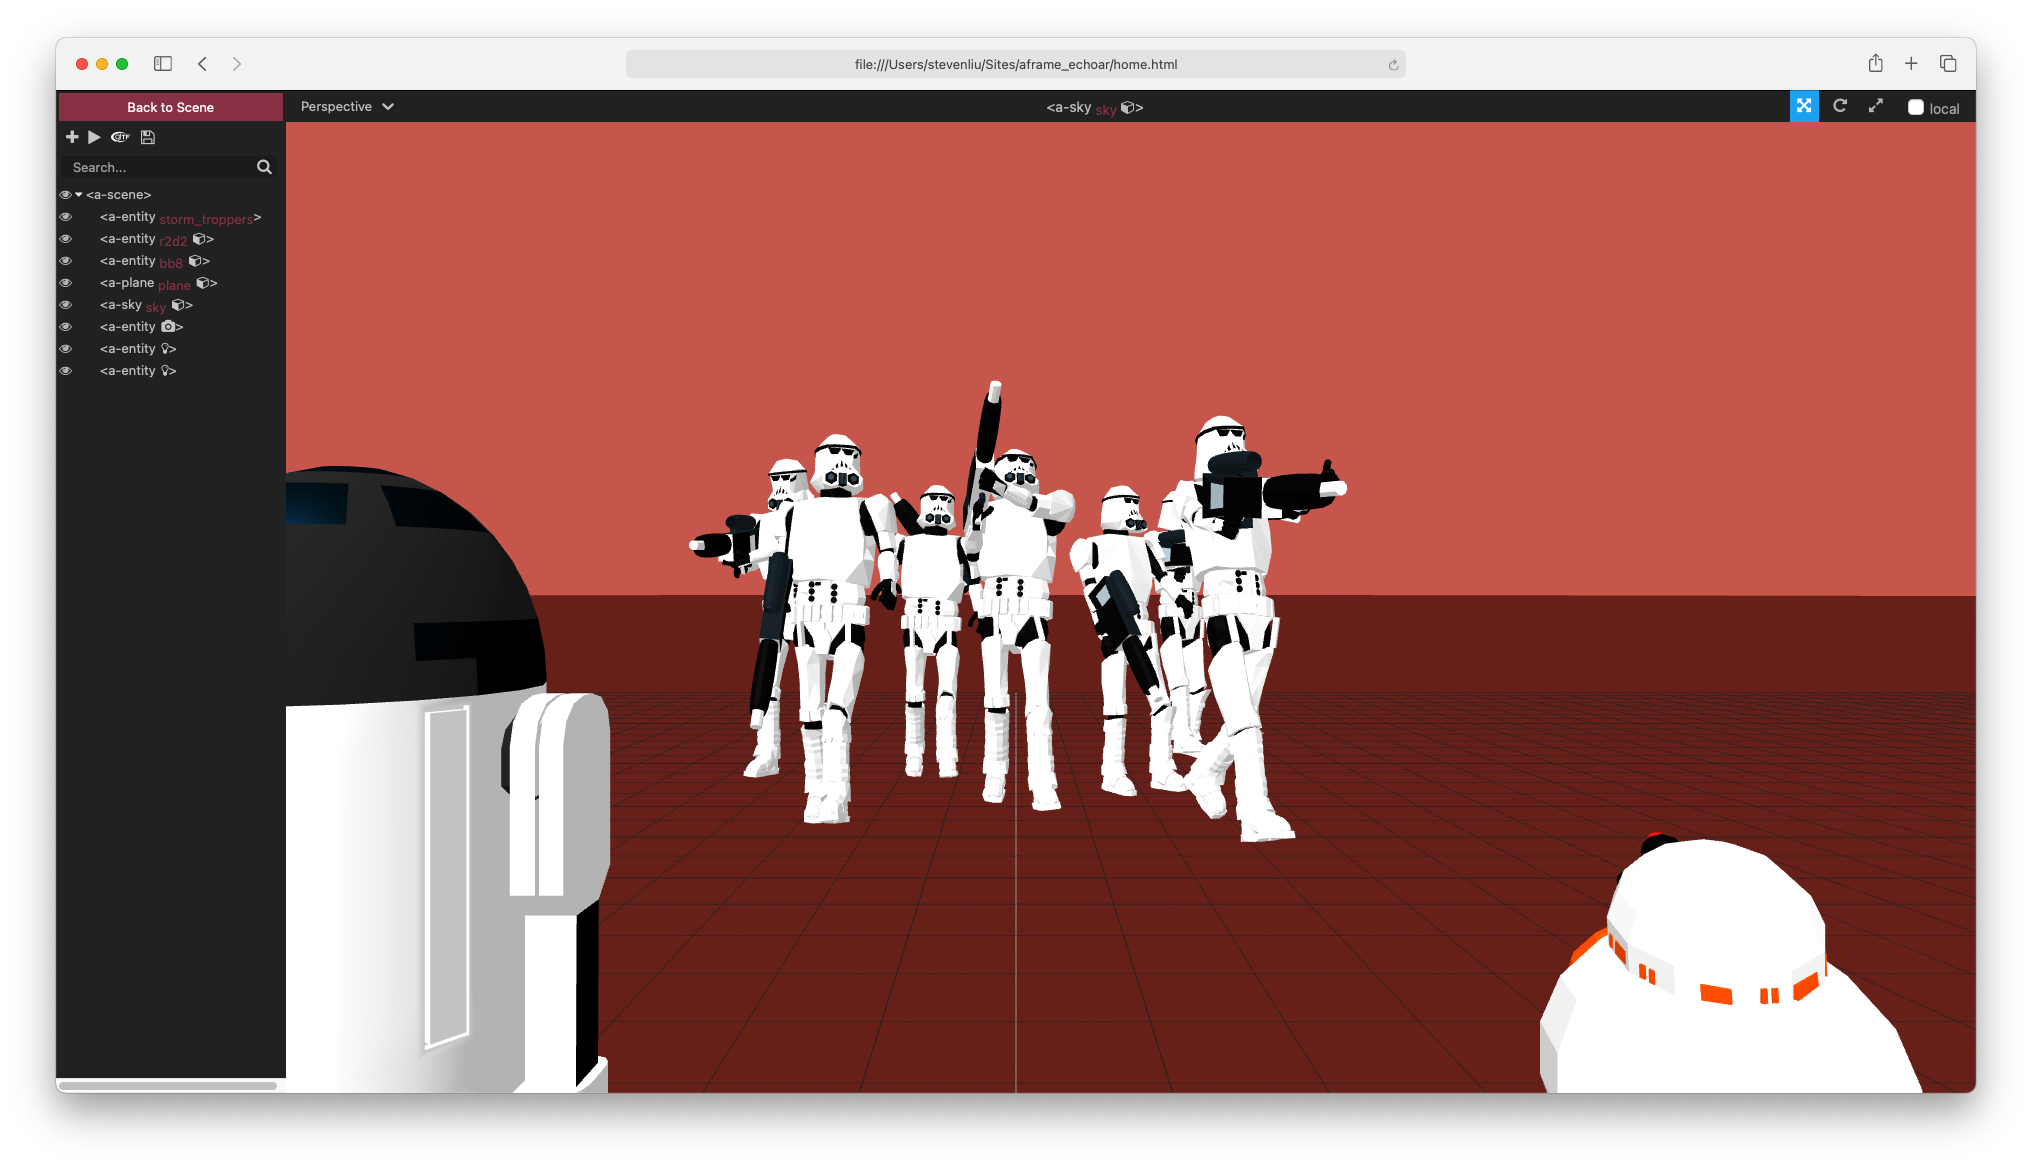 file:///Users/stevenliu/Sites/aframe_echoar/home.html
Back to Scene
Perspective
<a-sky sky >
local
glTF
Search...
<a-scene>
<a-entity storm_troppers>
<a-entity r2d2 >
<a-entity bb8 >
<a-plane plane >
<a-sky sky >
<a-entity >
<a-entity >
<a-entity >